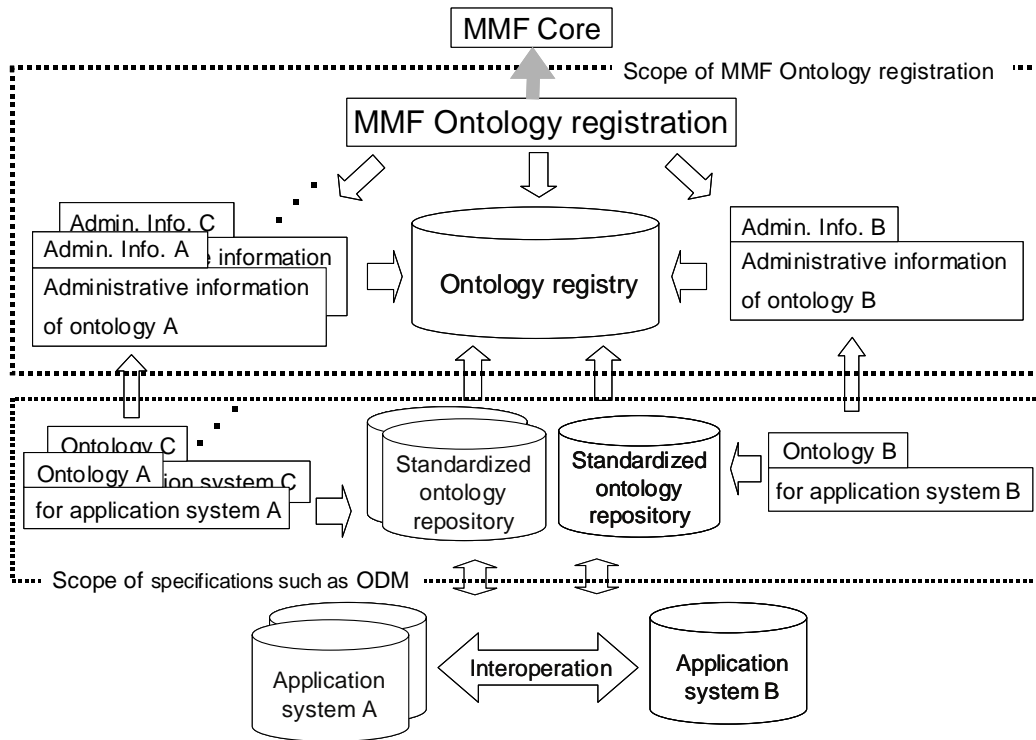 MMF Core
Scope of MMF Ontology registration
MMF Ontology registration
Admin. Info. C
Admin. Info. A
e information
Administrative information
of ontology A
Ontology registry
Admin. Info. B
Administrative information
of ontology B
Ontology C
Ontology A
ion system C
for application system A
Standardized
ontology
repository
Standardized
ontology
repository
Ontology B
for application system B
Scope of specifications such as ODM
Application
system A
Interoperation
Application
system B